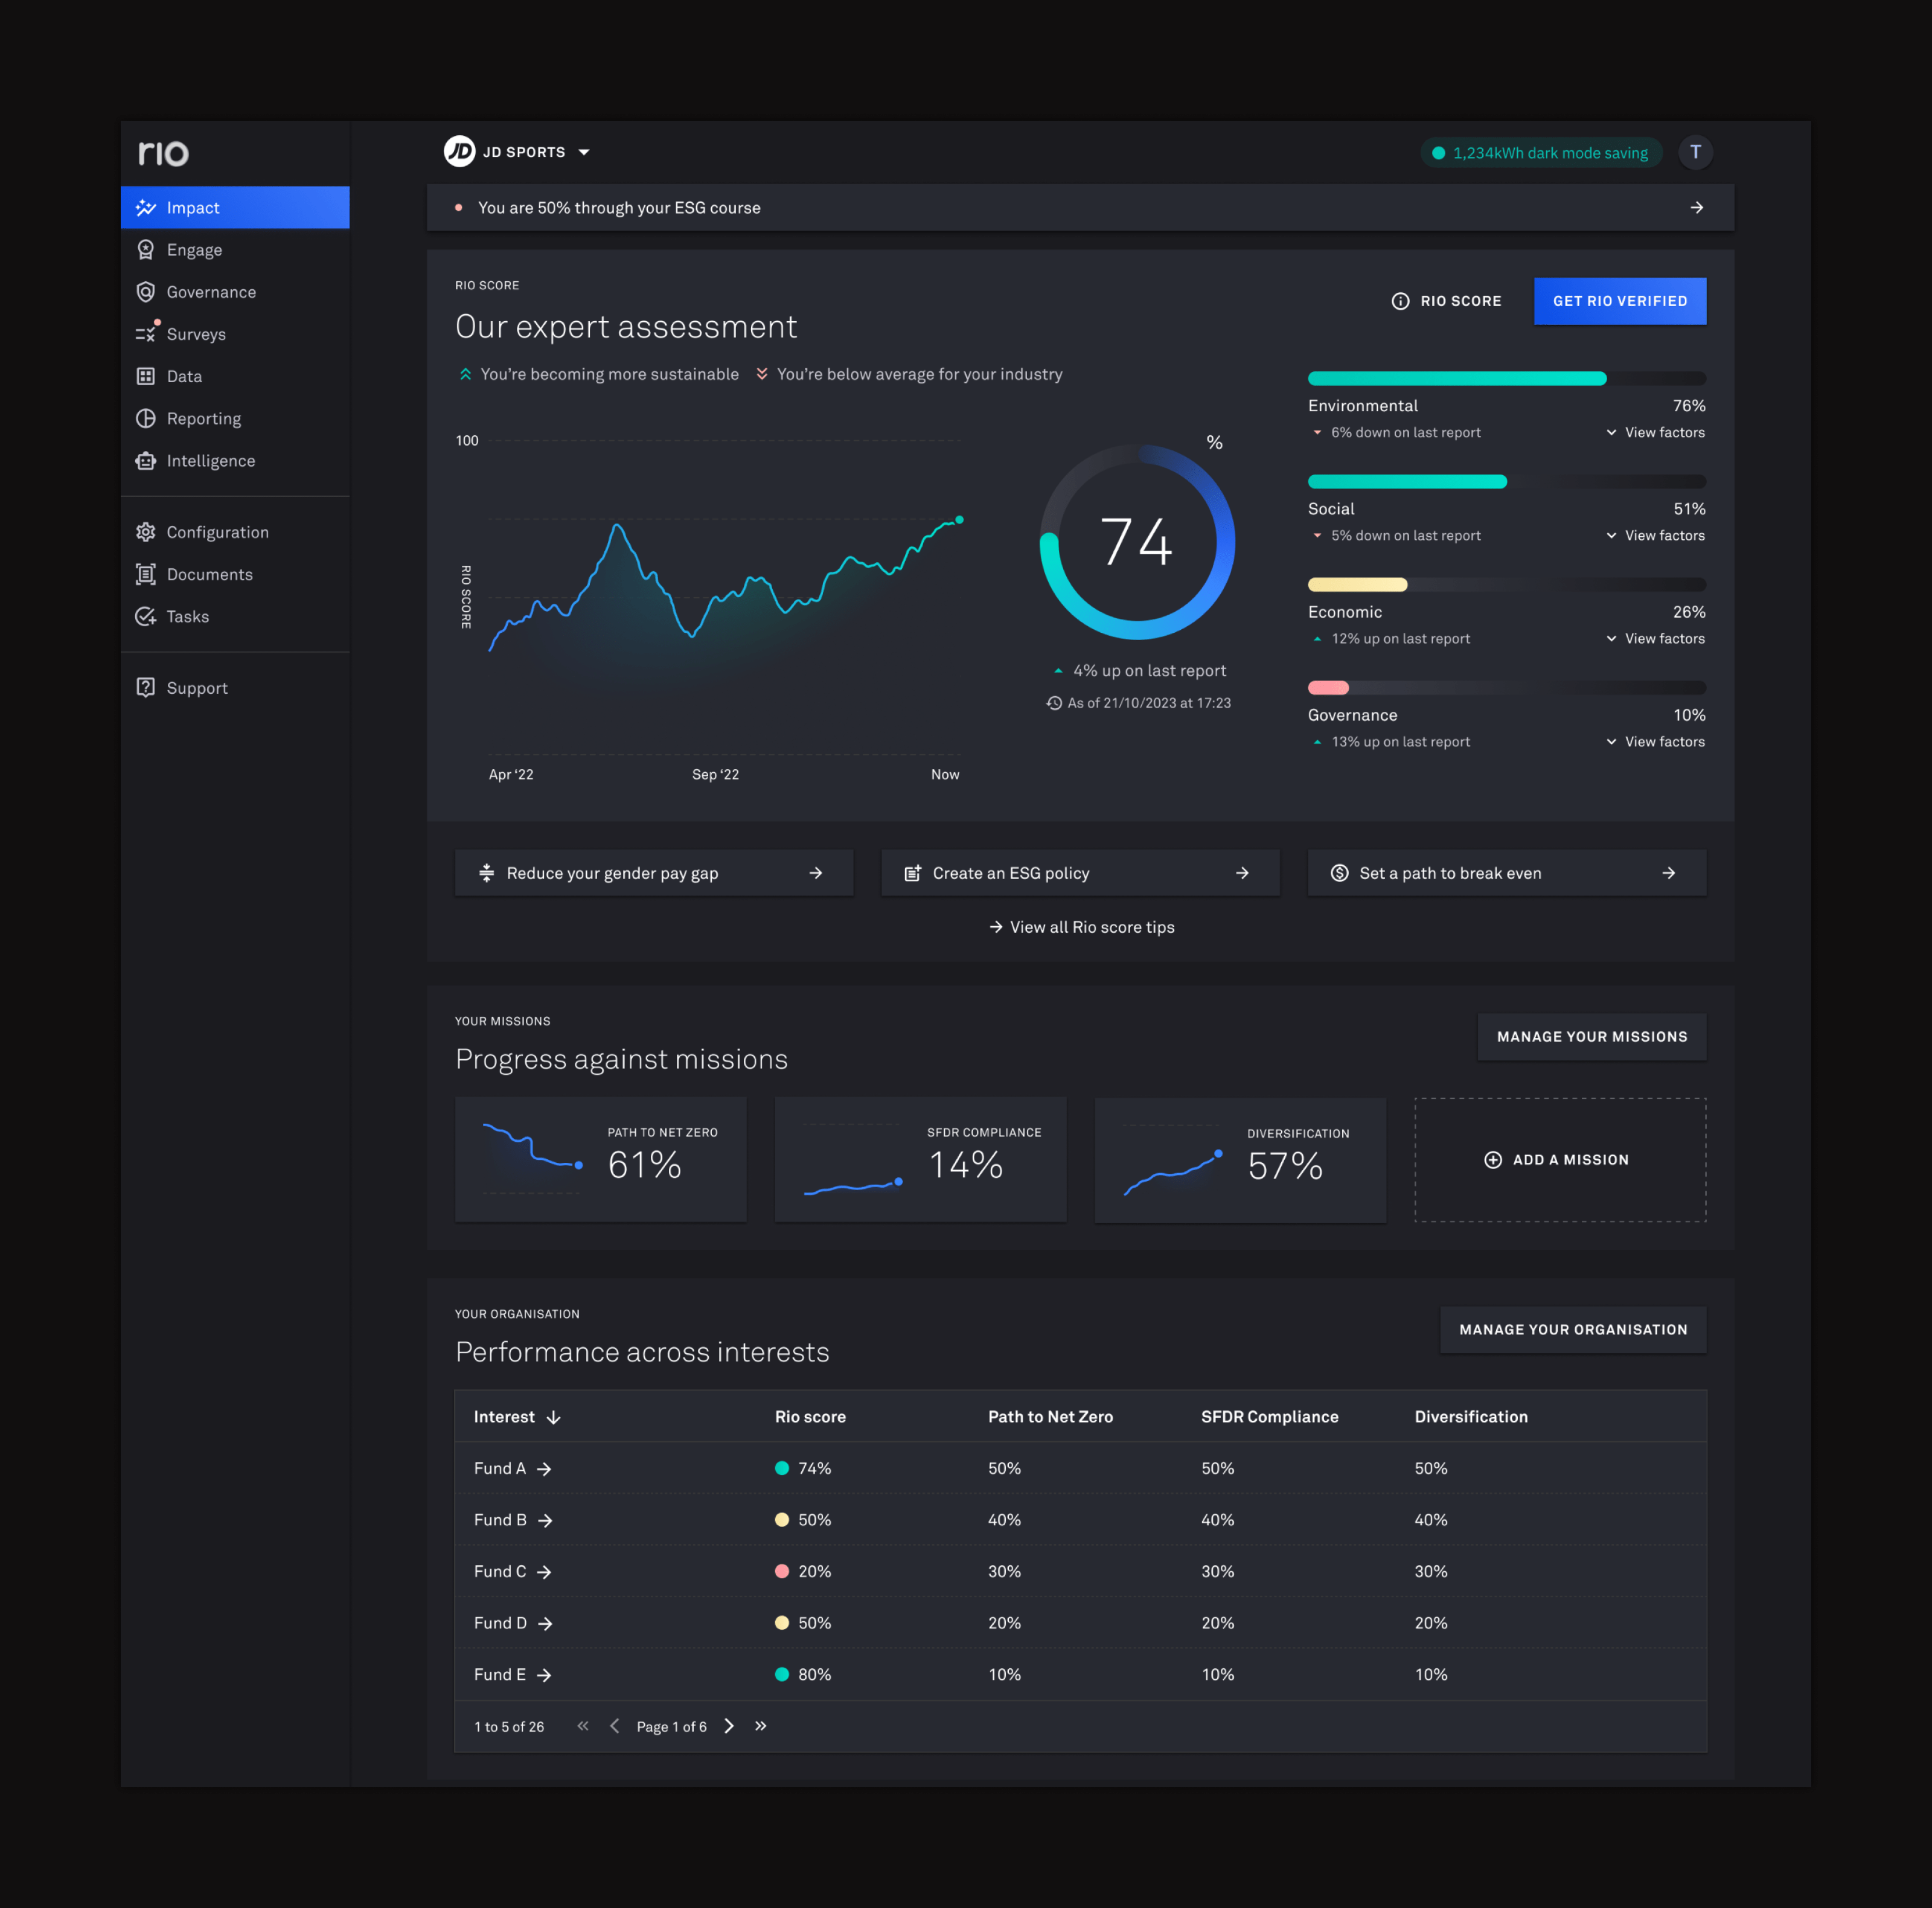 rio
Impact
Engage
Governance
Surveys
Data
Reporting
Intelligence
Configuration
Documents
Tasks
Support
JD JD SPORTS
1,234kWh dark mode saving
T
You are 50% through your ESG course
RIO SCORE
Our expert assessment
RIO SCORE
GET RIO VERIFIED
You're becoming more sustainable
You're below average for your industry
100
RIO SCORE
Apr ‘22
Sep ‘22
Now
%
74
4% up on last report
As of 21/10/2023 at 17:23
Environmental 76%
6% down on last report View factors
Social 51%
5% down on last report View factors
Economic 26%
12% up on last report View factors
Governance 10%
13% up on last report View factors
Reduce your gender pay gap
Create an ESG policy
Set a path to break even
View all Rio score tips
YOUR MISSIONS
Progress against missions
MANAGE YOUR MISSIONS
PATH TO NET ZERO
61%
SFDR COMPLIANCE
14%
DIVERSIFICATION
57%
ADD A MISSION
YOUR ORGANISATION
Performance across interests
MANAGE YOUR ORGANISATION
Interest Rio score Path to Net Zero SFDR Compliance Diversification
Fund A 74% 50% 50% 50%
Fund B 50% 40% 40% 40%
Fund C 20% 30% 30% 30%
Fund D 50% 20% 20% 20%
Fund E 80% 10% 10% 10%
1 to 5 of 26 Page 1 of 6